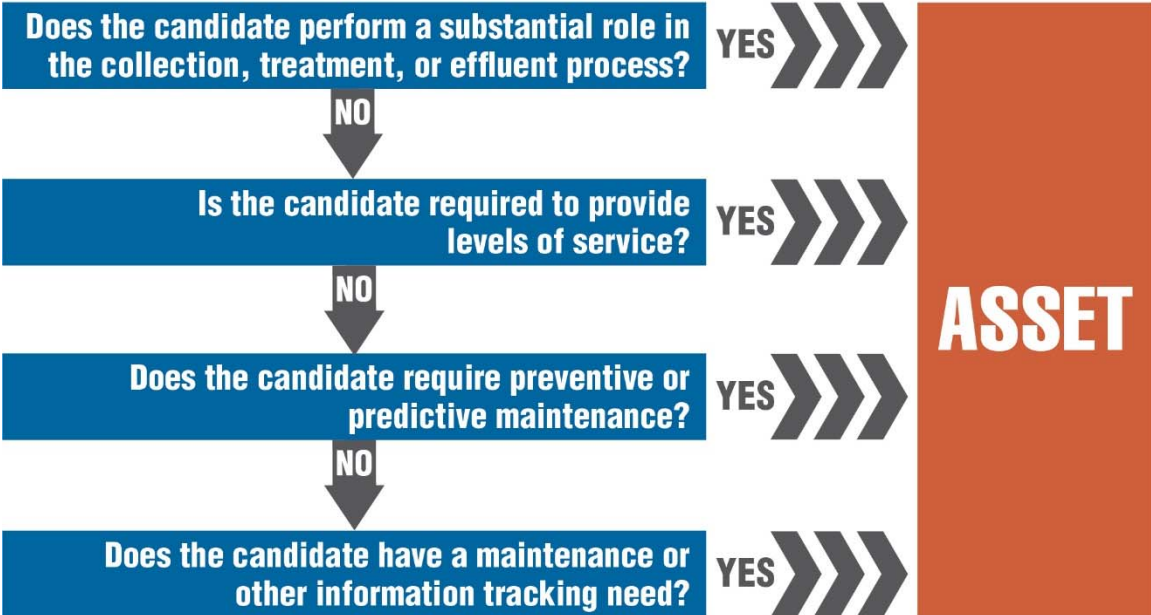 Does the candidate perform a substantial role in
the collection, treatment, or effluent process?
YES
NO
Is the candidate required to provide
levels of service?
YES
NO
Does the candidate require preventive or
predictive maintenance?
YES
NO
Does the candidate have a maintenance or
other information tracking need?
YES
ASSET